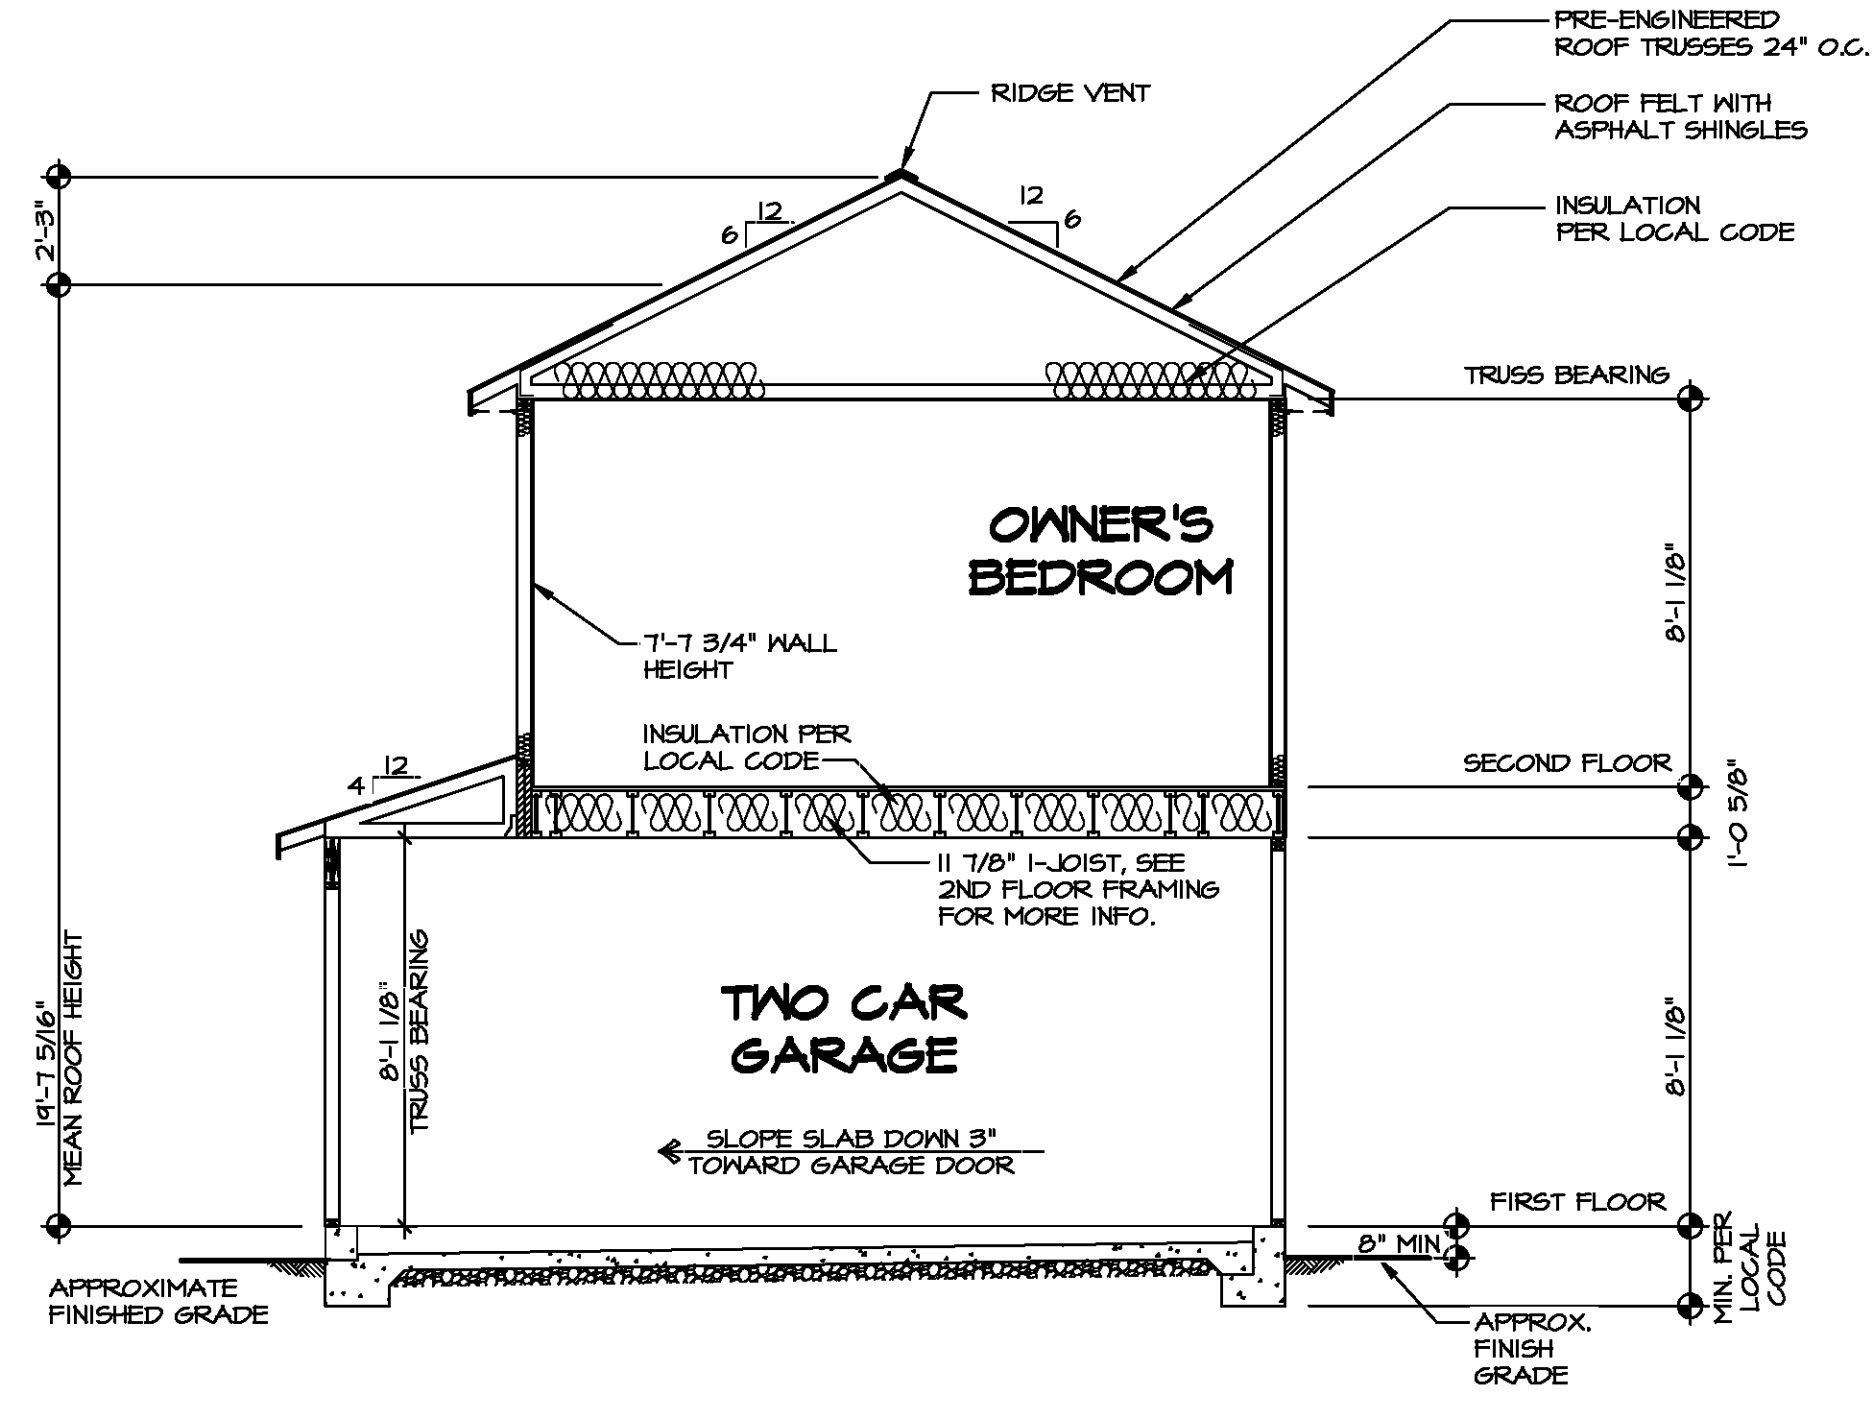 PRE-ENGINEERED
ROOF TRUSSES 24" O.C.
RIDGE VENT
ROOF FELT WITH
ASPHALT SHINGLES
12
6
12
6
INSULATION
PER LOCAL CODE
2'-3"
TRUSS BEARING
OWNER'S
BEDROOM
8'-1 1/8"
7'-7 3/4" WALL
HEIGHT
INSULATION PER
LOCAL CODE
12
4
SECOND FLOOR
1'-0 5/8"
11 7/8" I-JOIST, SEE
2ND FLOOR FRAMING
FOR MORE INFO.
19'-7 5/16"
MEAN ROOF HEIGHT
8'-1 1/8"
TRUSS BEARING
TWO CAR
GARAGE
8'-1 1/8"
SLOPE SLAB DOWN 3"
TOWARD GARAGE DOOR
FIRST FLOOR
8" MIN
MIN. PER
LOCAL
CODE
APPROXIMATE
FINISHED GRADE
APPROX.
FINISH
GRADE